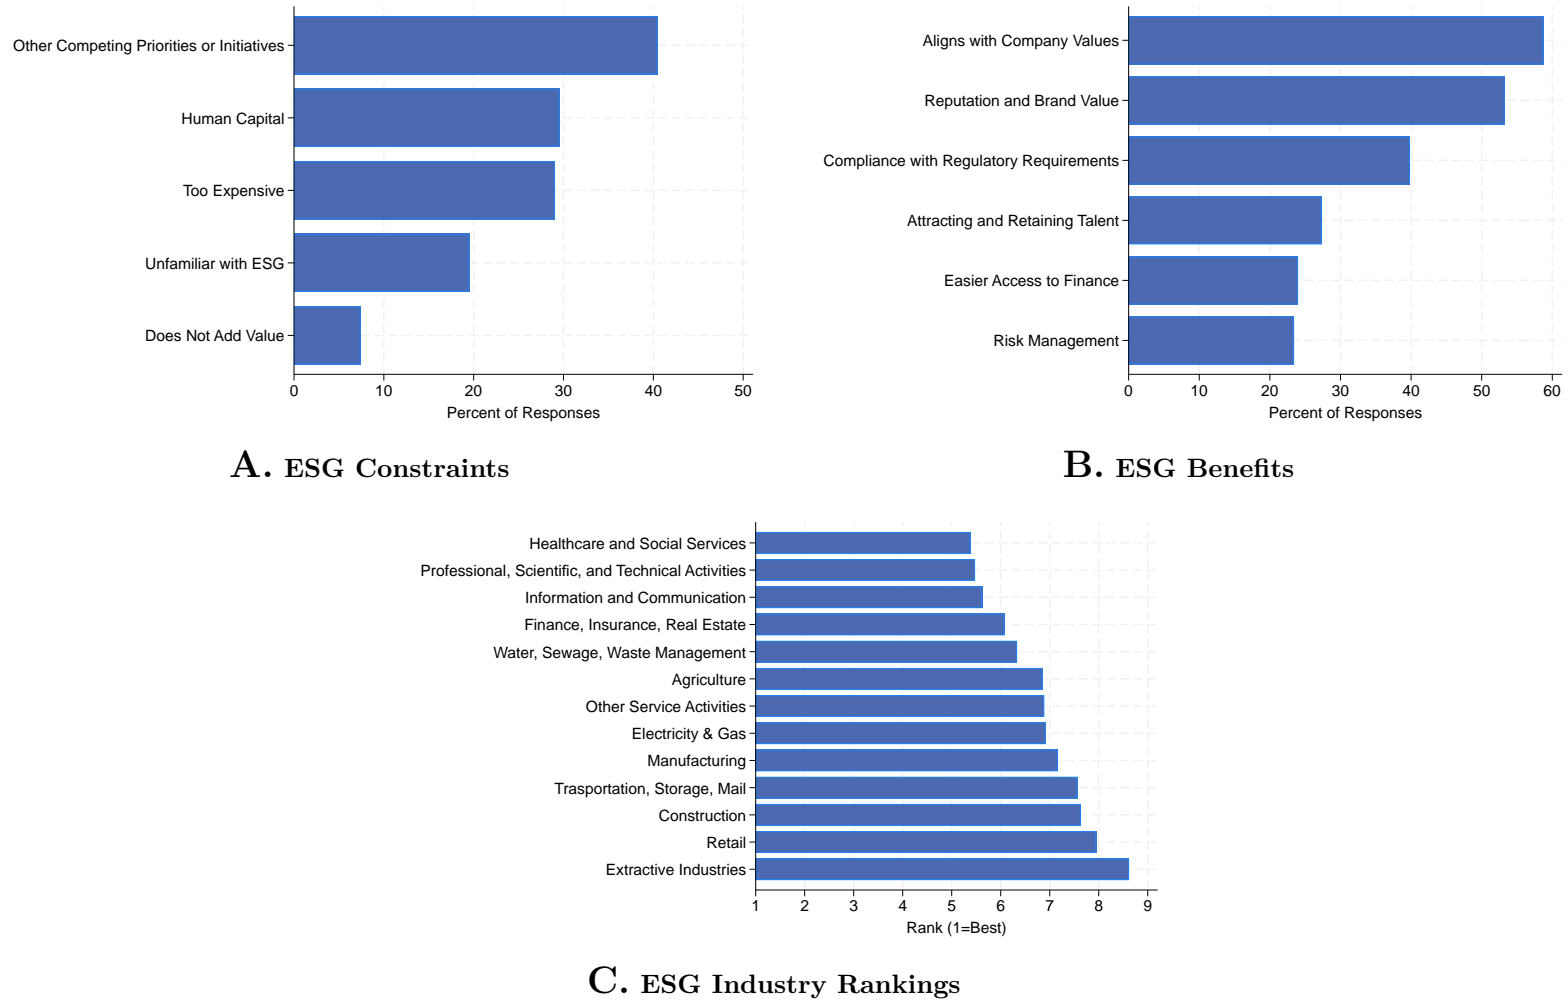 Other Competing Priorities or Initiatives
Human Capital
Too Expensive
Unfamiliar with ESG
Does Not Add Value
0 10 20 30 40 50
Percent of Responses
A. ESG Constraints
Aligns with Company Values
Reputation and Brand Value
Compliance with Regulatory Requirements
Attracting and Retaining Talent
Easier Access to Finance
Risk Management
0 10 20 30 40 50 60
Percent of Responses
B. ESG Benefits
Healthcare and Social Services
Professional, Scientific, and Technical Activities
Information and Communication
Finance, Insurance, Real Estate
Water, Sewage, Waste Management
Agriculture
Other Service Activities
Electricity & Gas
Manufacturing
Trasportation, Storage, Mail
Construction
Retail
Extractive Industries
1 2 3 4 5 6 7 8 9
Rank (1=Best)
C. ESG Industry Rankings